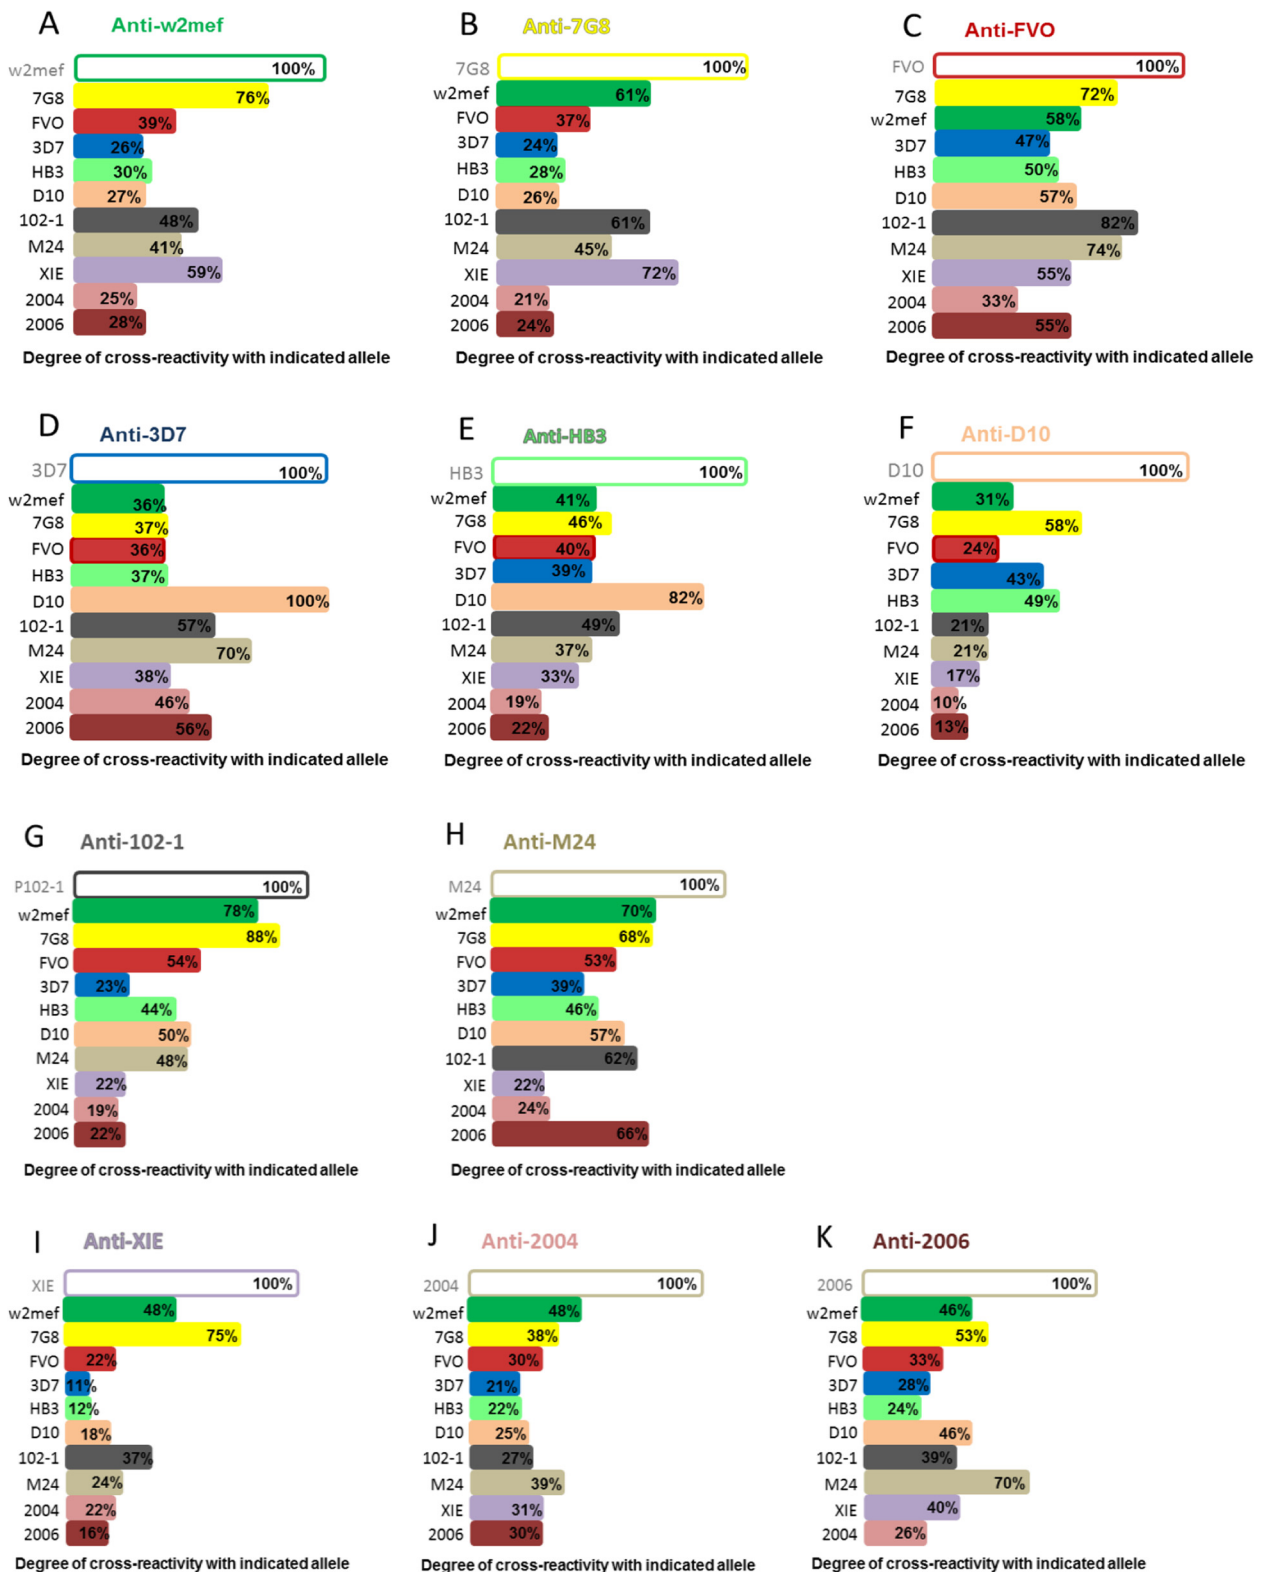 A Anti-w2mef
w2mef 100%
7G8 76%
FVO 39%
3D7 26%
HB3 30%
D10 27%
102-1 48%
M24 41%
XIE 59%
2004 25%
2006 28%
Degree of cross-reactivity with indicated allele
B Anti-7G8
7G8 100%
w2mef 61%
FVO 37%
3D7 24%
HB3 28%
D10 26%
102-1 61%
M24 45%
XIE 72%
2004 21%
2006 24%
Degree of cross-reactivity with indicated allele
C Anti-FVO
FVO 100%
7G8 72%
w2mef 58%
3D7 47%
HB3 50%
D10 57%
102-1 82%
M24 74%
XIE 55%
2004 33%
2006 55%
Degree of cross-reactivity with indicated allele
D Anti-3D7
3D7 100%
w2mef 36%
7G8 37%
FVO 36%
HB3 37%
D10 100%
102-1 57%
M24 70%
XIE 38%
2004 46%
2006 56%
Degree of cross-reactivity with indicated allele
E Anti-HB3
HB3 100%
w2mef 41%
7G8 46%
FVO 40%
3D7 39%
D10 82%
102-1 49%
M24 37%
XIE 33%
2004 19%
2006 22%
Degree of cross-reactivity with indicated allele
F Anti-D10
D10 100%
w2mef 31%
7G8 58%
FVO 24%
3D7 43%
HB3 49%
102-1 21%
M24 21%
XIE 17%
2004 10%
2006 13%
Degree of cross-reactivity with indicated allele
G Anti-102-1
P102-1 100%
w2mef 78%
7G8 88%
FVO 54%
3D7 23%
HB3 44%
D10 50%
M24 48%
XIE 22%
2004 19%
2006 22%
Degree of cross-reactivity with indicated allele
H Anti-M24
M24 100%
w2mef 70%
7G8 68%
FVO 53%
3D7 39%
HB3 46%
D10 57%
102-1 62%
XIE 22%
2004 24%
2006 66%
Degree of cross-reactivity with indicated allele
I Anti-XIE
XIE 100%
w2mef 48%
7G8 75%
FVO 22%
3D7 11%
HB3 12%
D10 18%
102-1 37%
M24 24%
2004 22%
2006 16%
Degree of cross-reactivity with indicated allele
J Anti-2004
2004 100%
w2mef 48%
7G8 38%
FVO 30%
3D7 21%
HB3 22%
D10 25%
102-1 27%
M24 39%
XIE 31%
2006 30%
Degree of cross-reactivity with indicated allele
K Anti-2006
2006 100%
w2mef 46%
7G8 53%
FVO 33%
3D7 28%
HB3 24%
D10 46%
102-1 39%
M24 70%
XIE 40%
2004 26%
Degree of cross-reactivity with indicated allele